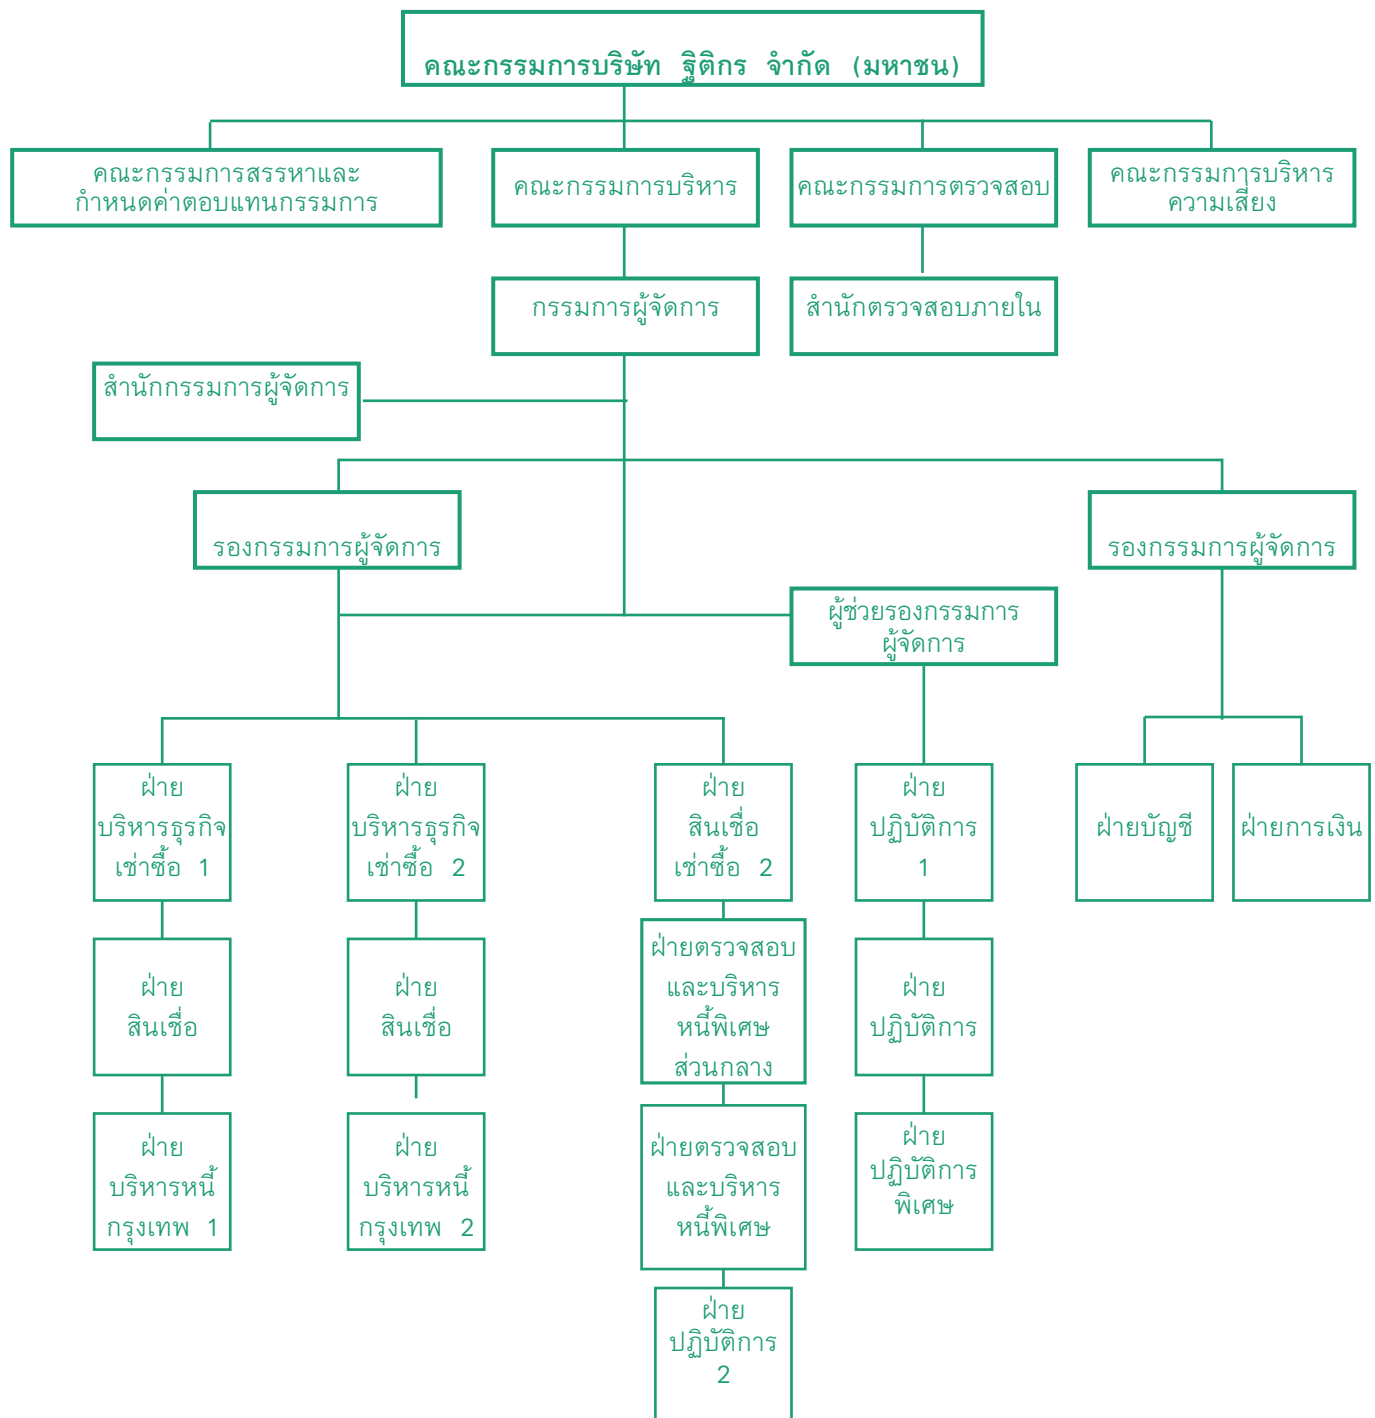 คณะกรรมการบริษัท ฐิติกร จำกัด (มหาชน)
คณะกรรมการสรรหาและ
กำหนดค่าตอบแทนกรรมการ
คณะกรรมการบริหาร
คณะกรรมการตรวจสอบ
คณะกรรมการบริหาร
ความเสี่ยง
กรรมการผู้จัดการ
สำนักตรวจสอบภายใน
สำนักกรรมการผู้จัดการ
รองกรรมการผู้จัดการ
รองกรรมการผู้จัดการ
ผู้ช่วยรองกรรมการ
ผู้จัดการ
ฝ่าย
บริหารธุรกิจ
เช่าซื้อ 1
ฝ่าย
บริหารธุรกิจ
เช่าซื้อ 2
ฝ่าย
สินเชื่อ
เช่าซื้อ 2
ฝ่าย
ปฏิบัติการ
1
ฝ่ายบัญชี
ฝ่ายการเงิน
ฝ่าย
สินเชื่อ
ฝ่าย
สินเชื่อ
ฝ่ายตรวจสอบ
และบริหาร
หนี้พิเศษ
ส่วนกลาง
ฝ่าย
ปฏิบัติการ
ฝ่าย
บริหารหนี้
กรุงเทพ 1
ฝ่าย
บริหารหนี้
กรุงเทพ 2
ฝ่ายตรวจสอบ
และบริหาร
หนี้พิเศษ
ฝ่าย
ปฏิบัติการ
พิเศษ
ฝ่าย
ปฏิบัติการ
2